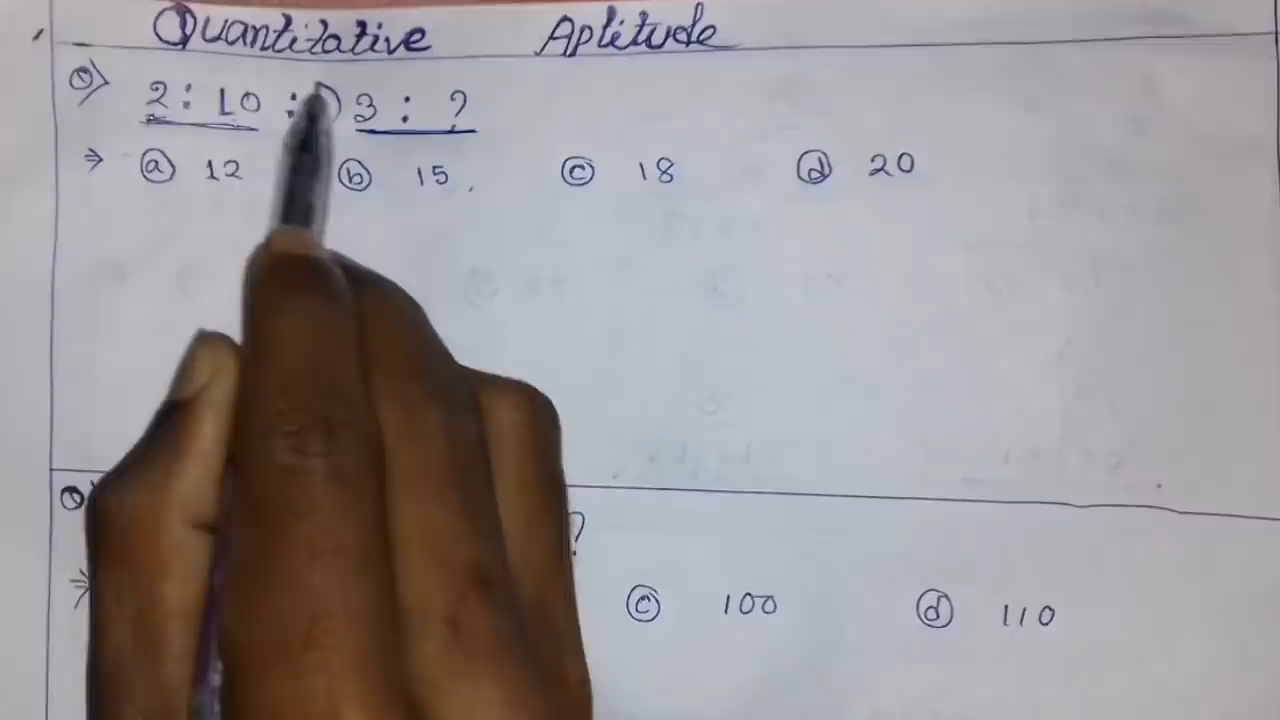 Quantitative Aptitude
Q) 2 : 10 : 3 : ?
⇒ (a) 12 (b) 15 (c) 18 (d) 20
Q ?
⇒ (c) 100 (d) 110